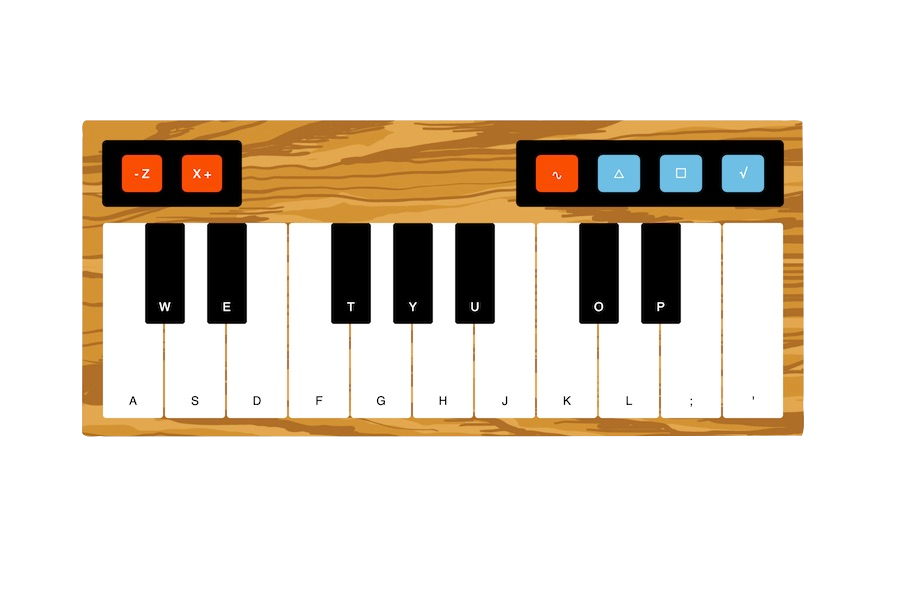 -Z X+ ∿ △ □ √
W E T Y U O P
A S D F G H J K L ; '